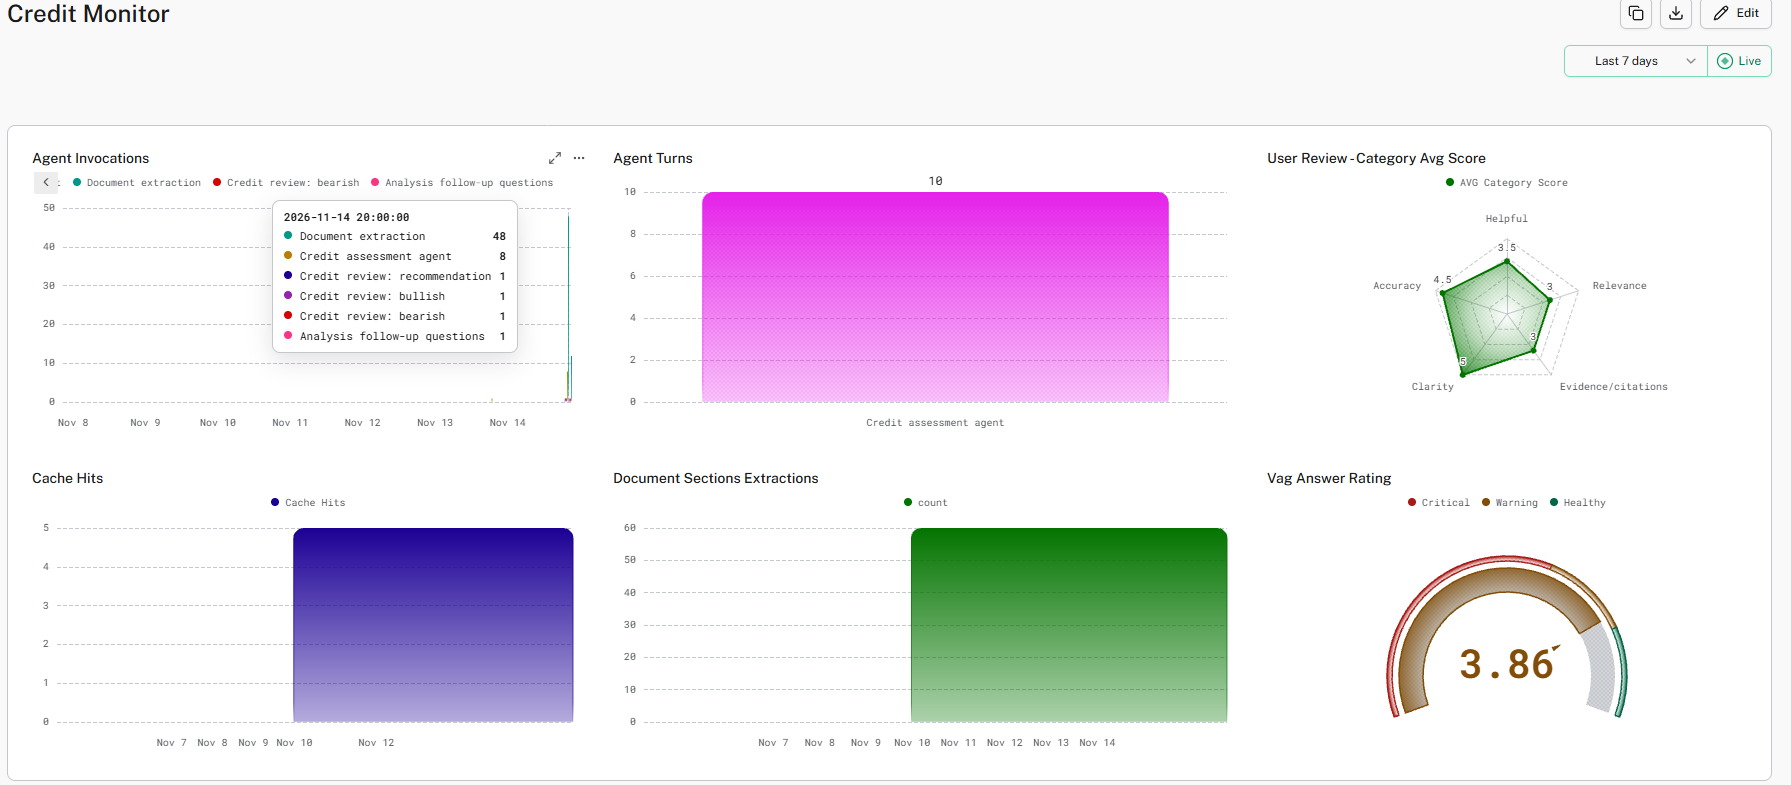 Credit Monitor
Edit
Last 7 days
Live
Agent Invocations
Document extraction
Credit review: bearish
Analysis follow-up questions
50
40
30
20
10
0
Nov 8
Nov 9
Nov 10
Nov 11
Nov 12
Nov 13
Nov 14
2026-11-14 20:00:00
Document extraction 48
Credit assessment agent 8
Credit review: recommendation 1
Credit review: bullish 1
Credit review: bearish 1
Analysis follow-up questions 1
Agent Turns
10
10
8
6
4
2
0
Credit assessment agent
User Review - Category Avg Score
AVG Category Score
Helpful
3.5
4.5
Accuracy
3
Relevance
3
5
Clarity
Evidence/citations
Cache Hits
Cache Hits
5
4
3
2
1
0
Nov 7
Nov 8
Nov 9
Nov 10
Nov 12
Document Sections Extractions
count
60
50
40
30
20
10
0
Nov 7
Nov 8
Nov 9
Nov 10
Nov 11
Nov 12
Nov 13
Nov 14
Vag Answer Rating
Critical
Warning
Healthy
3.86